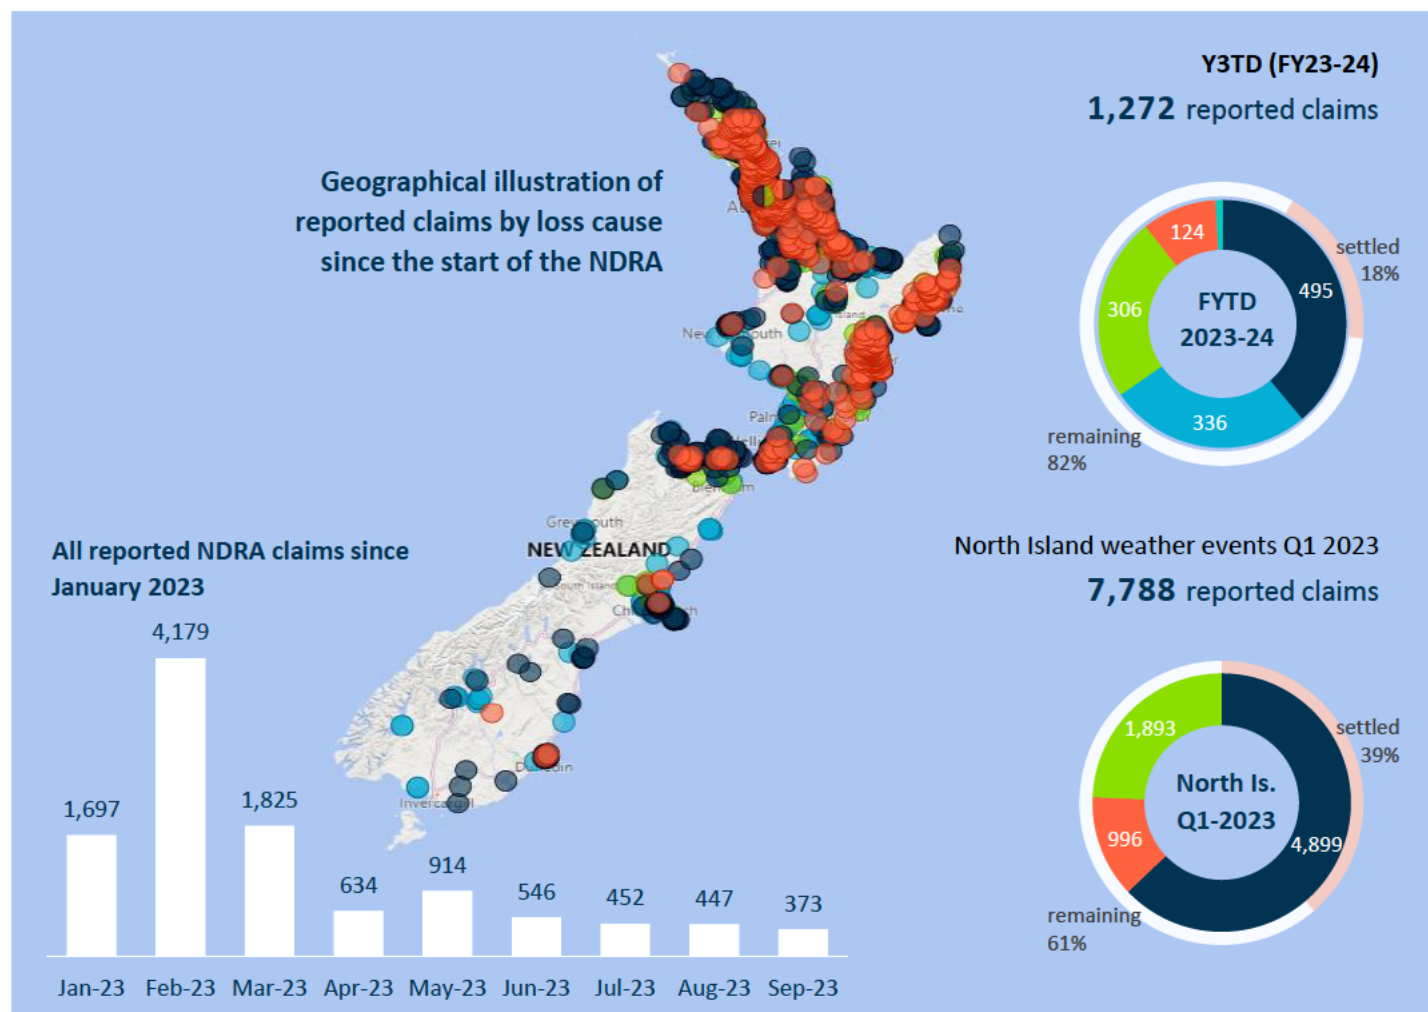 Y3TD (FY23-24)
1,272 reported claims
Geographical illustration of
reported claims by loss cause
since the start of the NDRA
settled
18%
124
495
306
FYTD
2023-24
336
remaining
82%
Island
Blenheim
NEW ZEALAND
South Island
Dunedin
Invercargill
All reported NDRA claims since
January 2023
4,179
1,697
1,825
634
914
546
452
447
373
Jan-23 Feb-23 Mar-23 Apr-23 May-23 Jun-23 Jul-23 Aug-23 Sep-23
North Island weather events Q1 2023
7,788 reported claims
settled
39%
1,893
North Is.
Q1-2023
996
4,899
remaining
61%